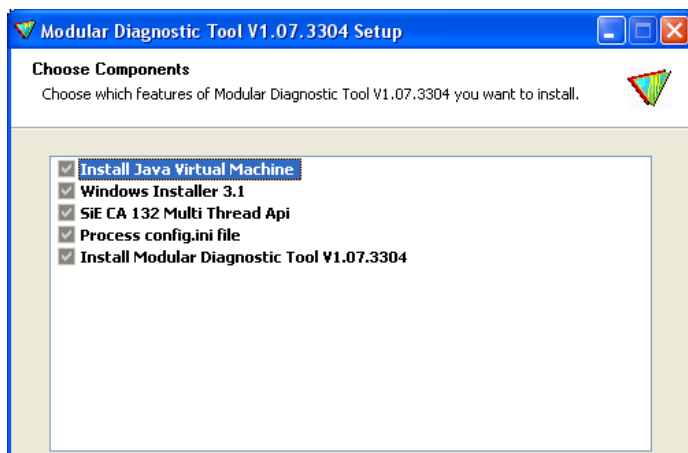 Modular Diagnostic Tool V1.07.3304 Setup
Choose Components
Choose which features of Modular Diagnostic Tool V1.07.3304 you want to install.
Install Java Virtual Machine
Windows Installer 3.1
SiE CA 132 Multi Thread Api
Process config.ini file
Install Modular Diagnostic Tool V1.07.3304